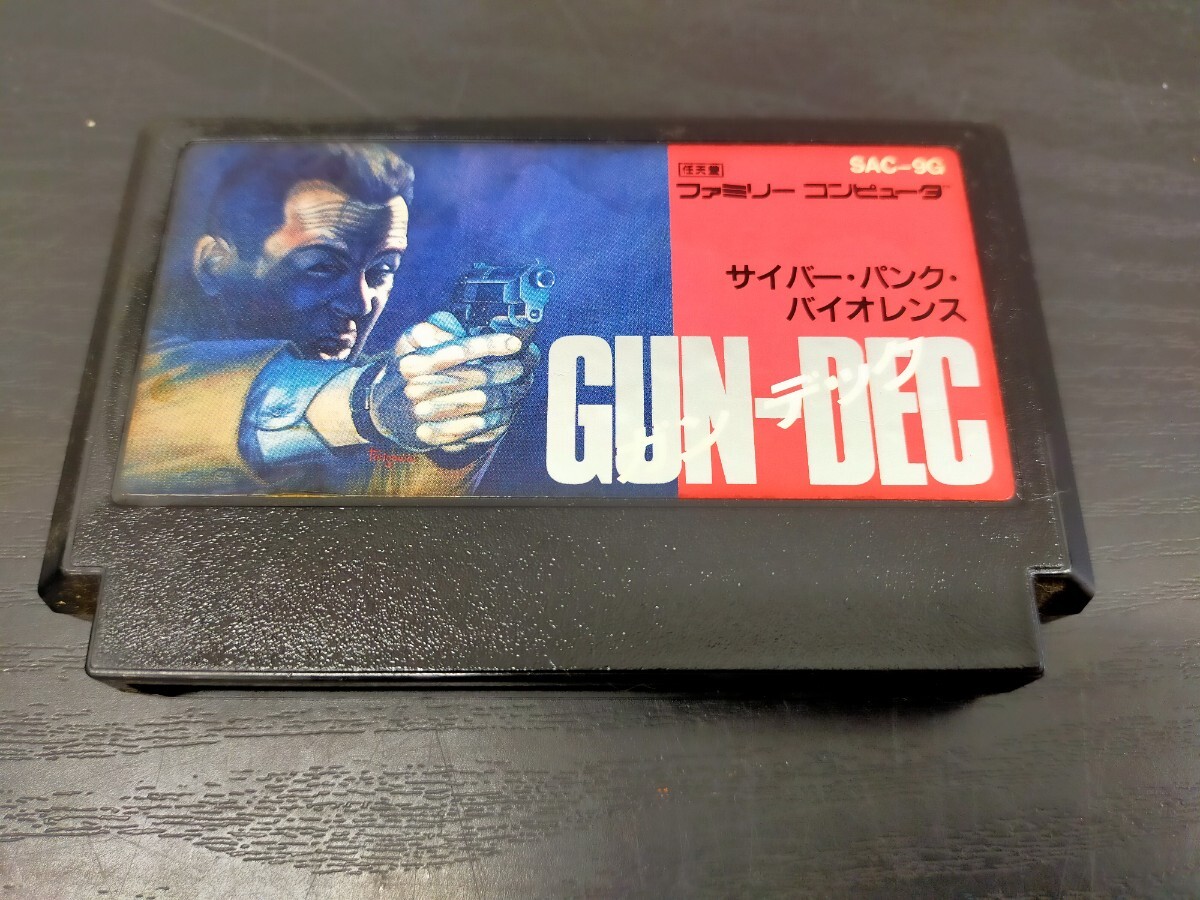 SAC-9G
任天堂
ファミリー コンピュータ
サイバー・パンク・
バイオレンス
GUN-DEC
ガン デック